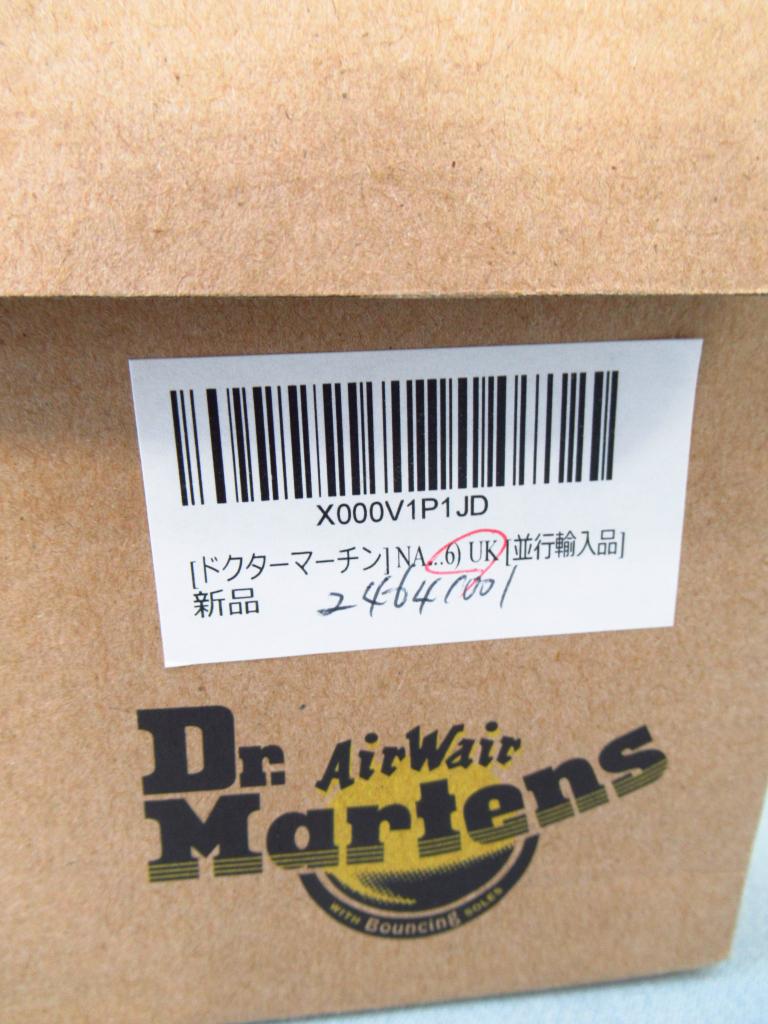 X000V1P1JD
[ドクターマーチン] NA...6) UK [並行輸入品]
新品 24641001
Dr. AirWair
Martens
WITH Bouncing SOLES